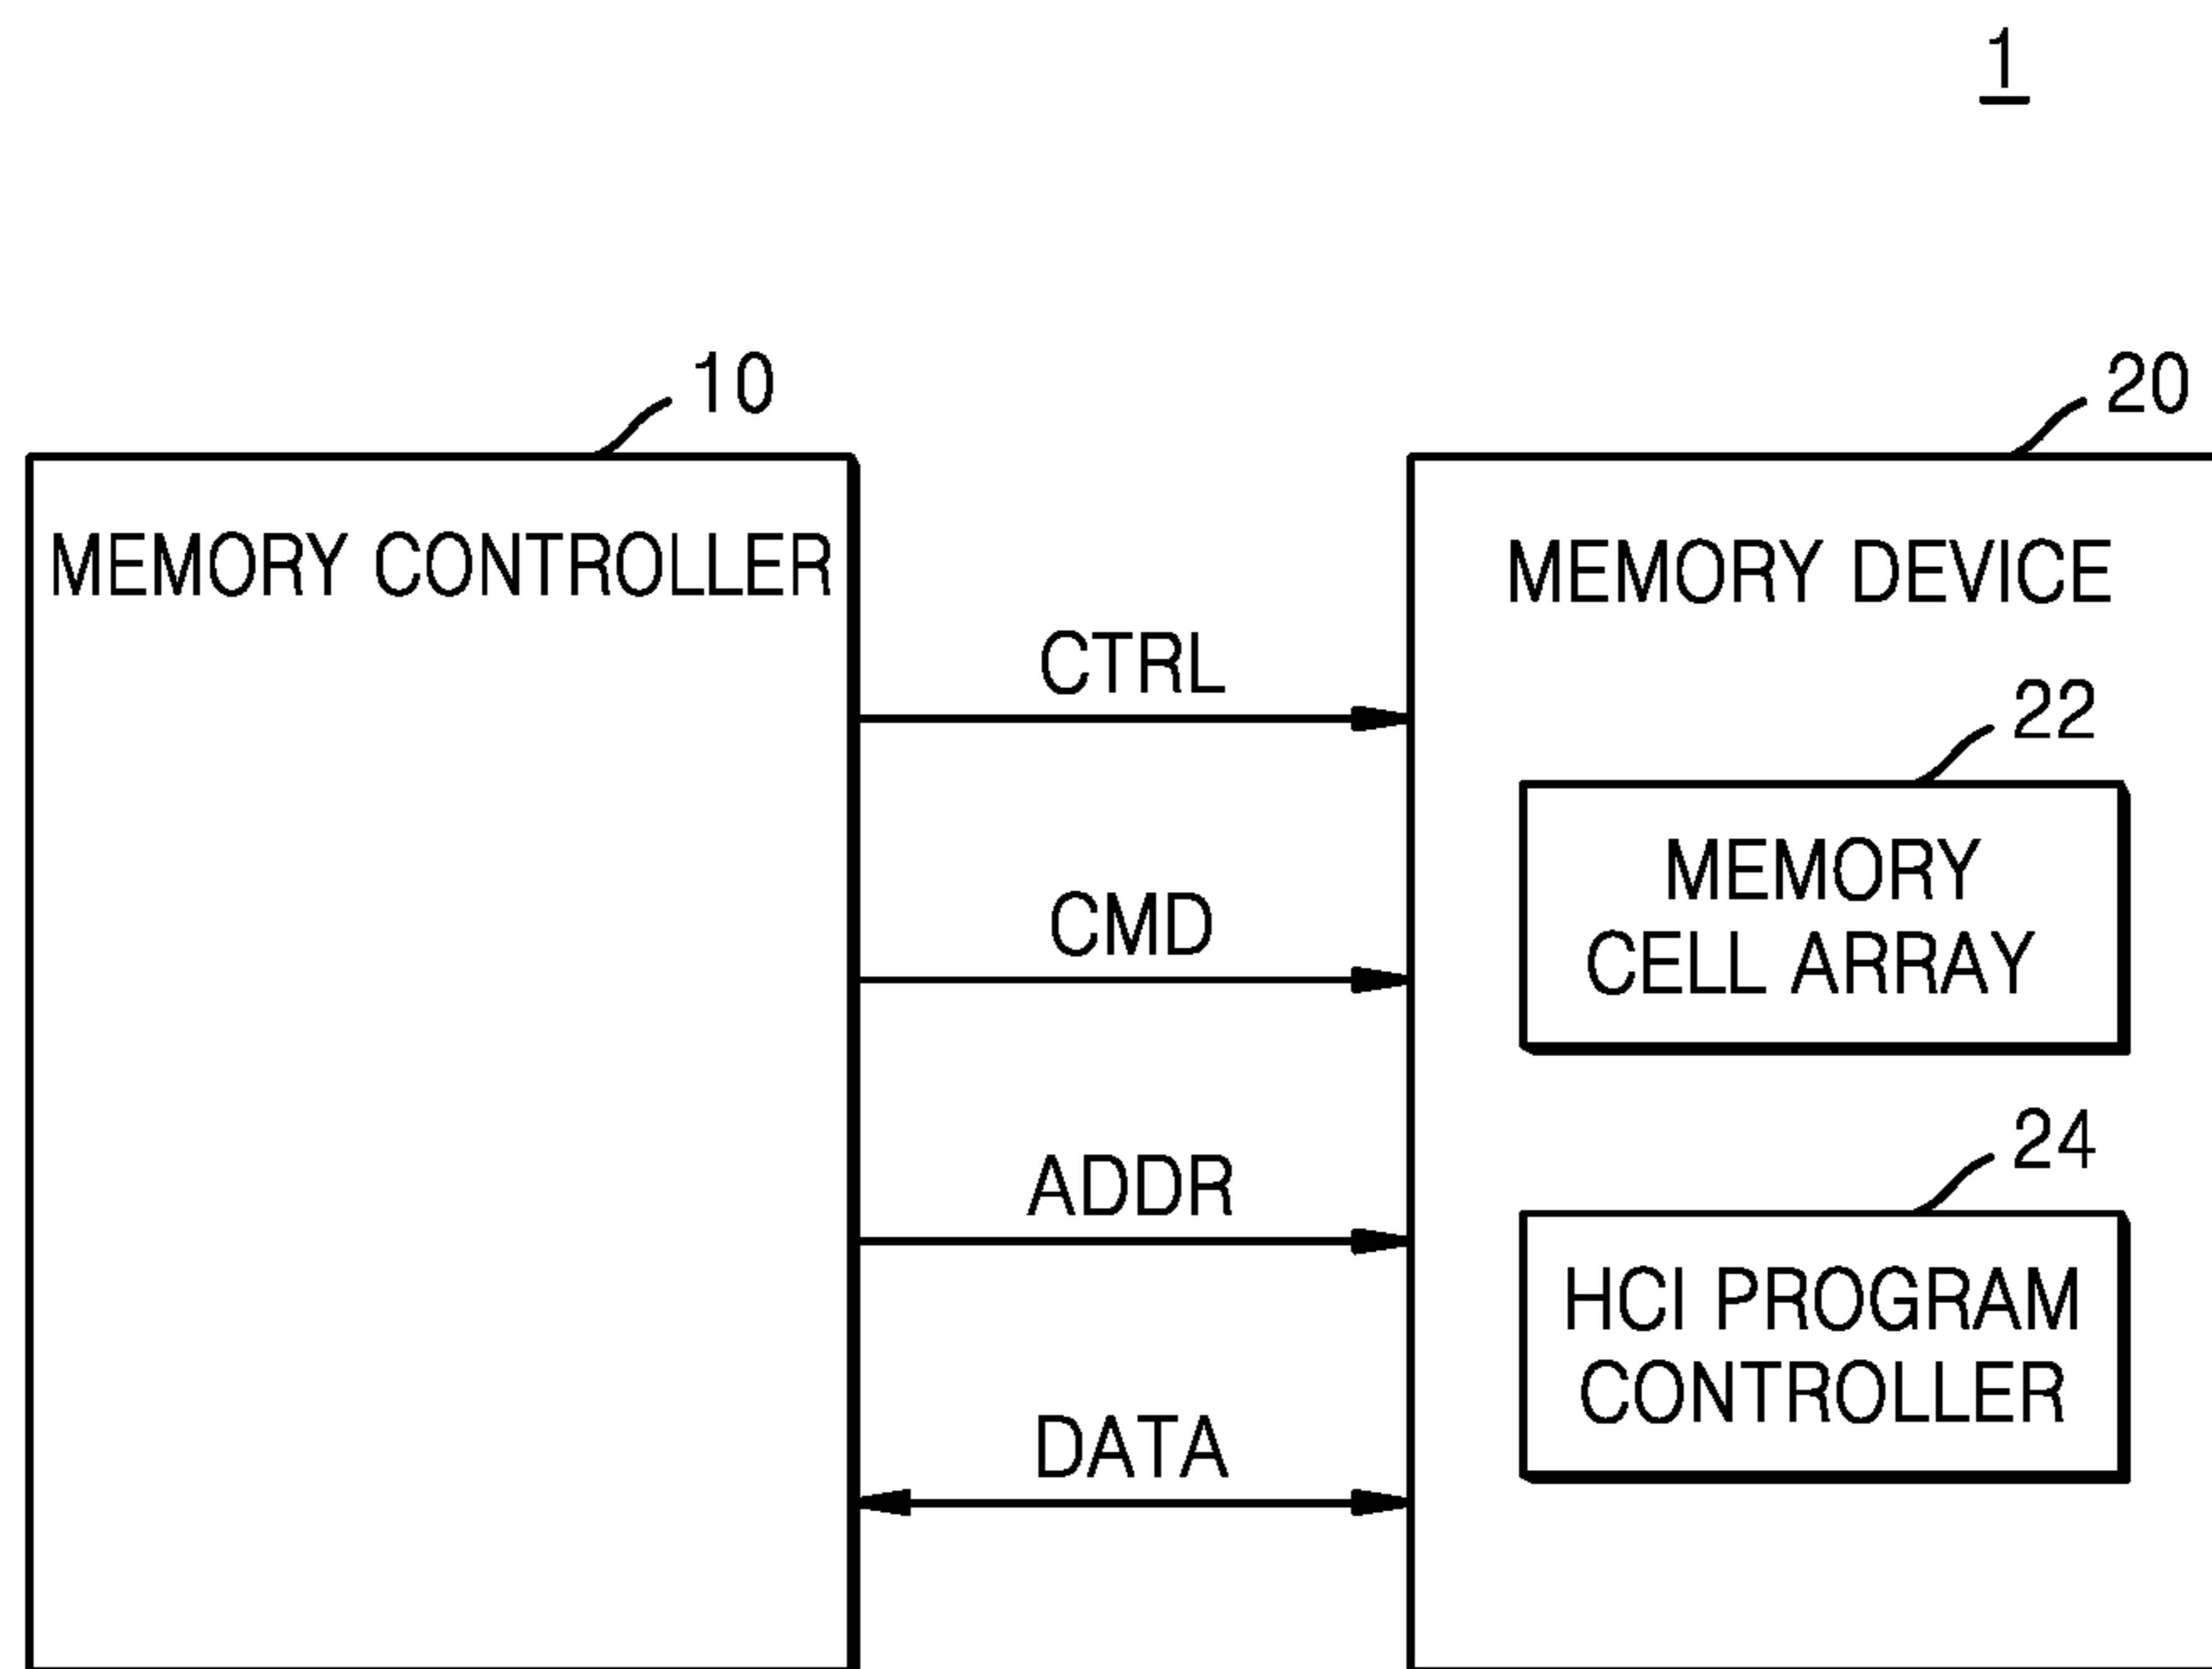 1
10
20
MEMORY CONTROLLER
MEMORY DEVICE
CTRL
22
MEMORY
CELL ARRAY
CMD
24
ADDR
HCI PROGRAM
CONTROLLER
DATA